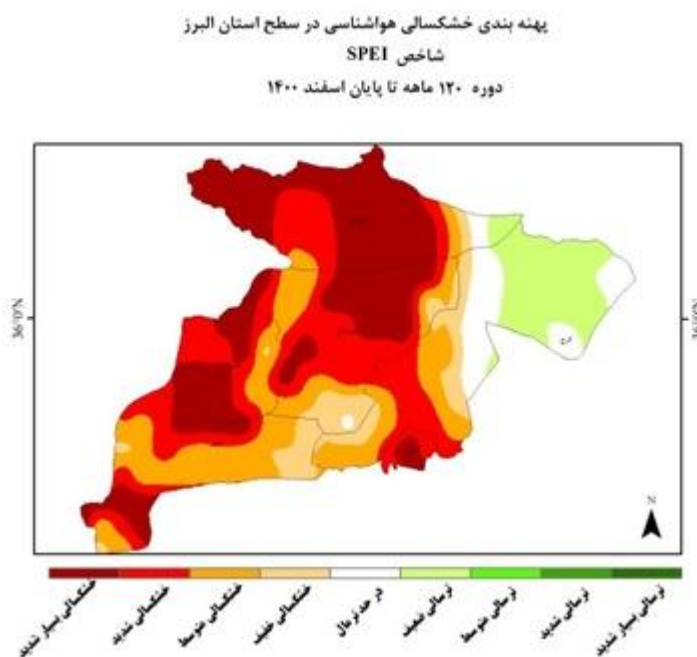 پهنه بندی خشکسالی هواشناسی در سطح استان البرز
شاخص SPEI
دوره ۱۲۰ ماهه تا پایان اسفند ۱۴۰۰
36°0'N
36°0'N
N
خشکسالی بسیار شدید
خشکسالی شدید
خشکسالی متوسط
خشکسالی خفیف
در حد نرمال
ترسالی خفیف
ترسالی متوسط
ترسالی شدید
ترسالی بسیار شدید